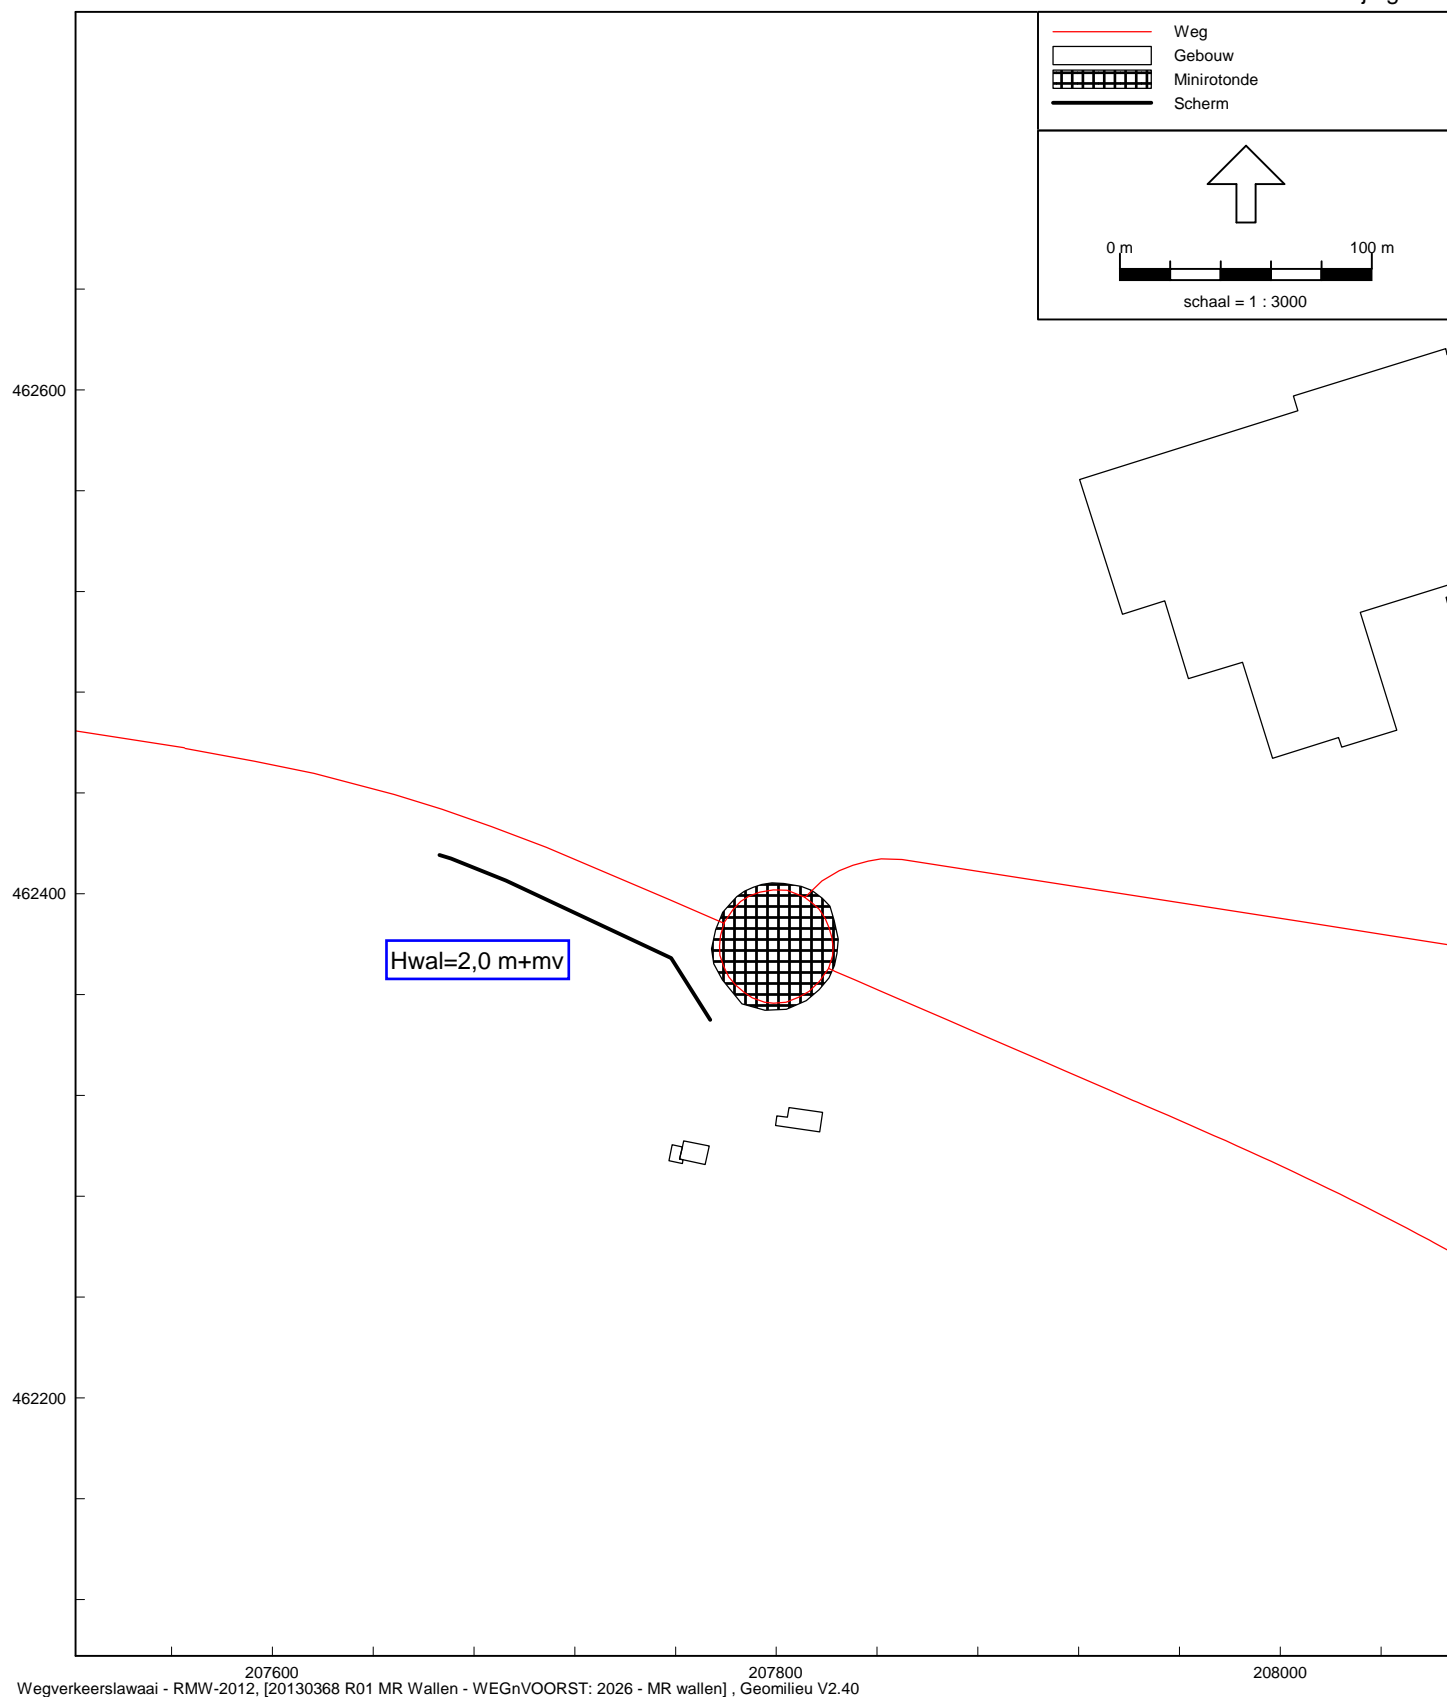 Weg
Gebouw
Minirotonde
Scherm
0 m 100 m
schaal = 1 : 3000
462600
462400
Hwal=2,0 m+mv
462200
207600 207800 208000
Wegverkeerslawaai - RMW-2012, [20130368 R01 MR Wallen - WEGnVOORST: 2026 - MR wallen] , Geomilieu V2.40